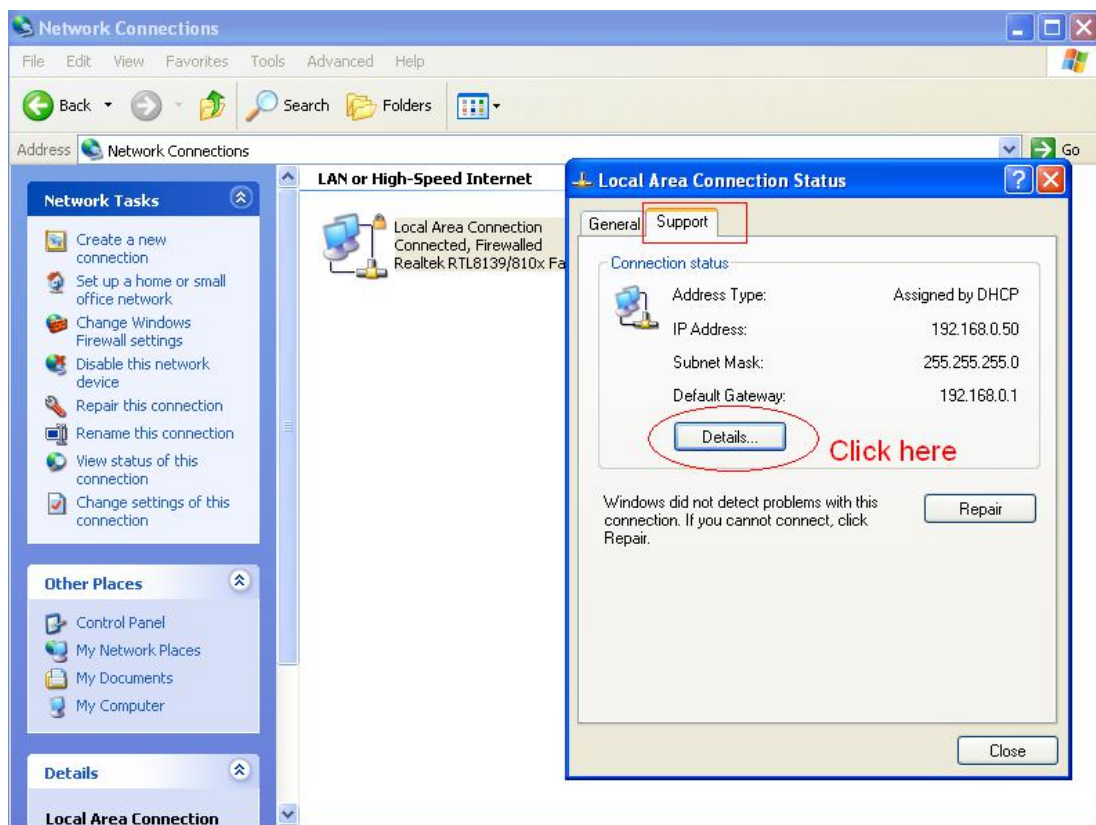 Network Connections
File Edit View Favorites Tools Advanced Help
Back Search Folders
Address Network Connections Go
Network Tasks
Create a new
connection
Set up a home or small
office network
Change Windows
Firewall settings
Disable this network
device
Repair this connection
Rename this connection
View status of this
connection
Change settings of this
connection
Other Places
Control Panel
My Network Places
My Documents
My Computer
Details
Local Area Connection
LAN or High-Speed Internet
Local Area Connection
Connected, Firewalled
Realtek RTL8139/810x Fa
Local Area Connection Status
General Support
Connection status
Address Type: Assigned by DHCP
IP Address: 192.168.0.50
Subnet Mask: 255.255.255.0
Default Gateway: 192.168.0.1
Details...
Click here
Windows did not detect problems with this
connection. If you cannot connect, click
Repair.
Repair
Close